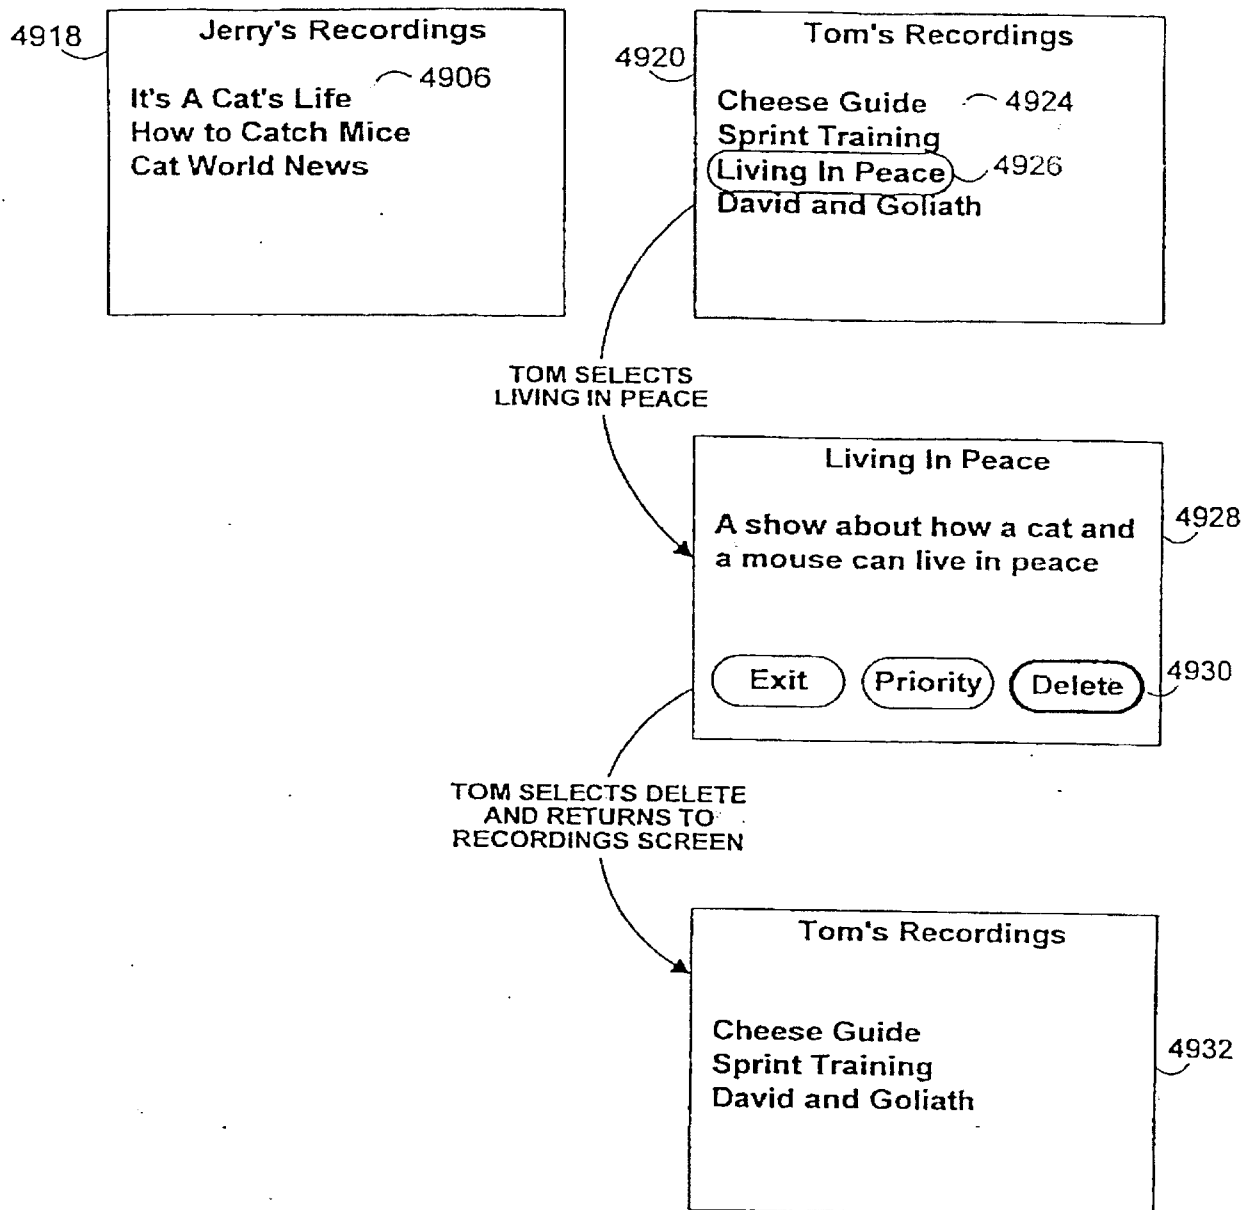 4918
Jerry's Recordings
4906
It's A Cat's Life
How to Catch Mice
Cat World News
4920
Tom's Recordings
Cheese Guide
4924
Sprint Training
Living In Peace
4926
David and Goliath
TOM SELECTS
LIVING IN PEACE
Living In Peace
4928
A show about how a cat and
a mouse can live in peace
Exit
Priority
Delete
4930
TOM SELECTS DELETE
AND RETURNS TO
RECORDINGS SCREEN
Tom's Recordings
Cheese Guide
4932
Sprint Training
David and Goliath